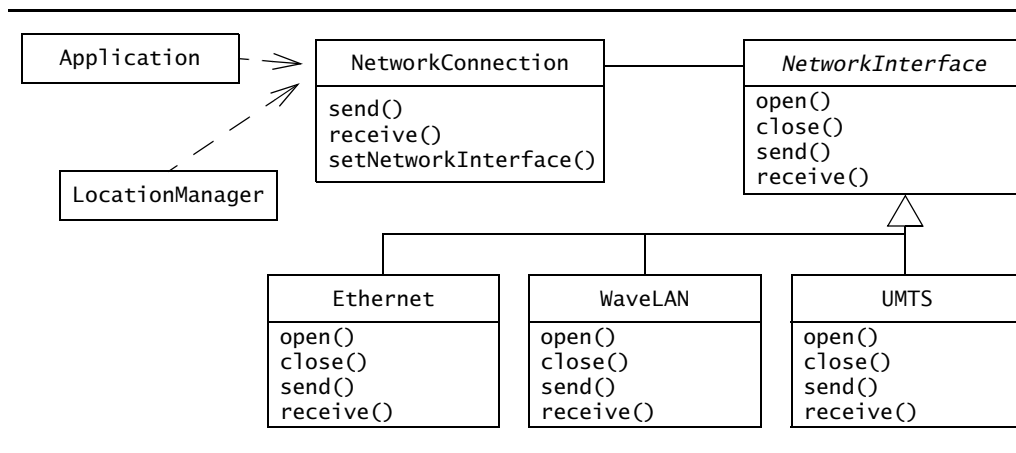 Application
NetworkConnection
send()
receive()
setNetworkInterface()
NetworkInterface
open()
close()
send()
receive()
LocationManager
Ethernet
open()
close()
send()
receive()
WaveLAN
open()
close()
send()
receive()
UMTS
open()
close()
send()
receive()